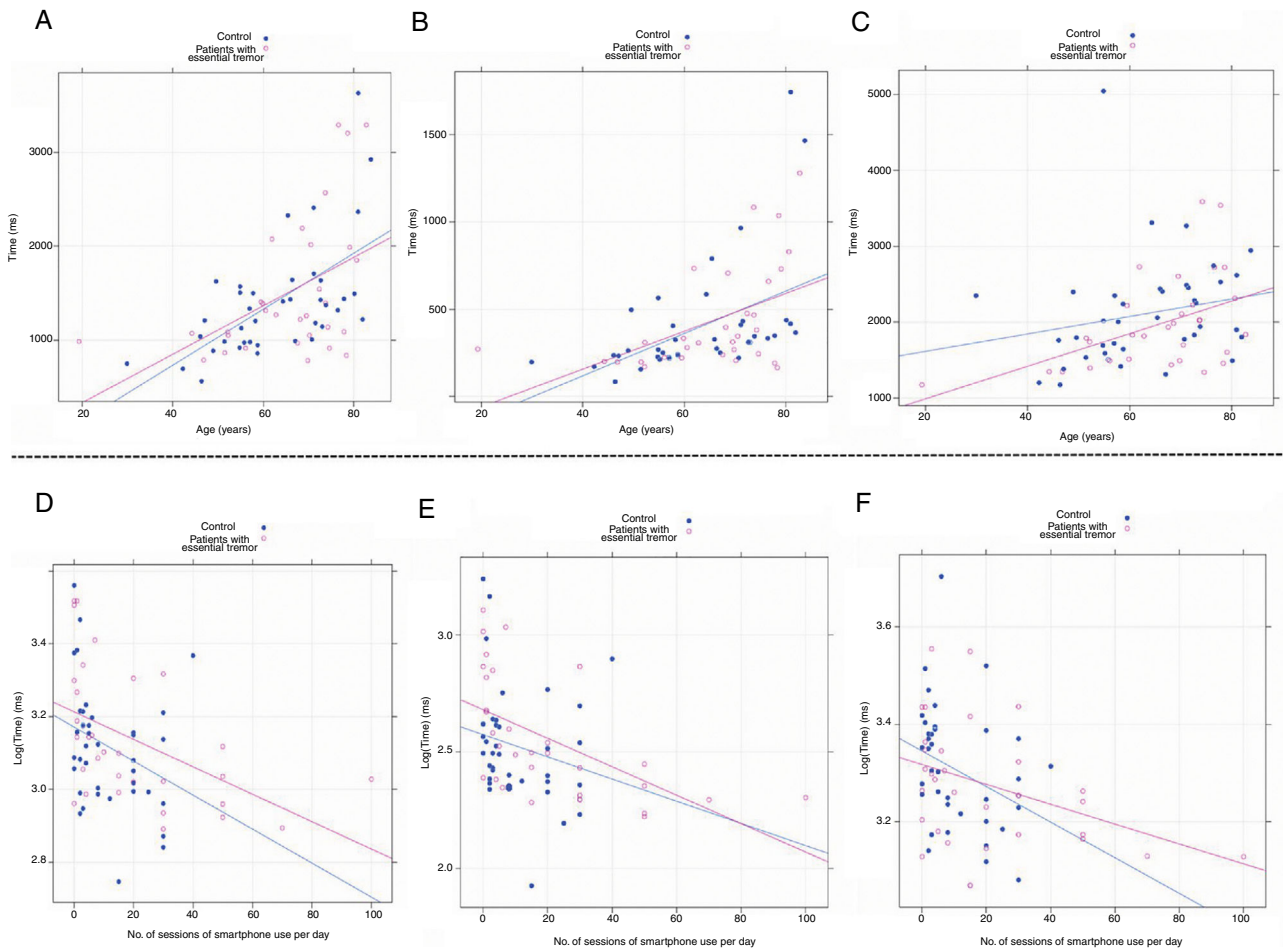 A
Control
Patients with
essential tremor
Time (ms)
3000
2000
1000
20 40 60 80
Age (years)
B
Control
Patients with
essential tremor
Time (ms)
1500
1000
500
20 40 60 80
Age (years)
C
Control
Patients with
essential tremor
Time (ms)
5000
4000
3000
2000
1000
20 40 60 80
Age (years)
D
Control
Patients with
essential tremor
Log(Time) (ms)
3.4
3.2
3.0
2.8
0 20 40 60 80 100
No. of sessions of smartphone use per day
E
Control
Patients with
essential tremor
Log(Time) (ms)
3.0
2.5
2.0
0 20 40 60 80 100
No. of sessions of smartphone use per day
F
Control
Patients with
essential tremor
Log(Time) (ms)
3.6
3.4
3.2
0 20 40 60 80 100
No. of sessions of smartphone use per day